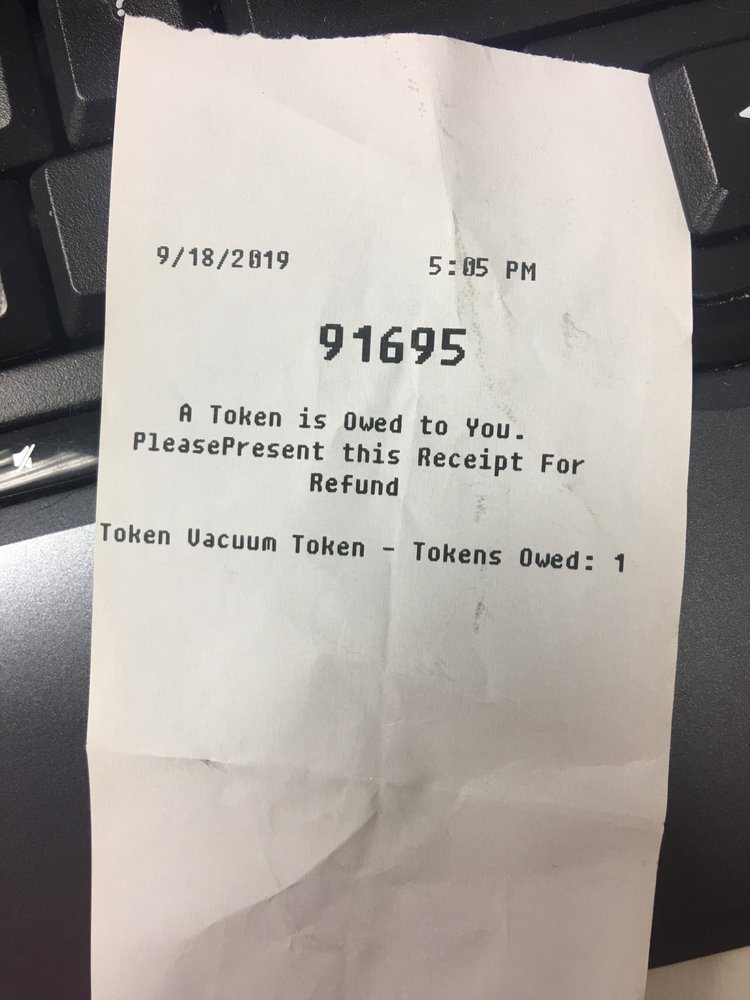 9/18/2019 5:05 PM
91695
A Token is Owed to You.
PleasePresent this Receipt For
Refund
Token Vacuum Token - Tokens Owed: 1